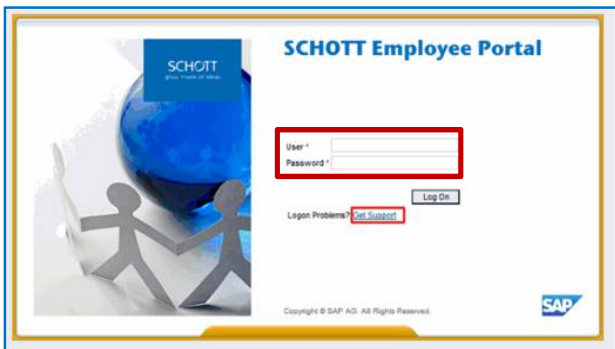 SCHOTT
glass made of ideas
SCHOTT Employee Portal
User *
Password *
Log On
Logon Problems? Get Support
Copyright © SAP AG. All Rights Reserved.
SAP